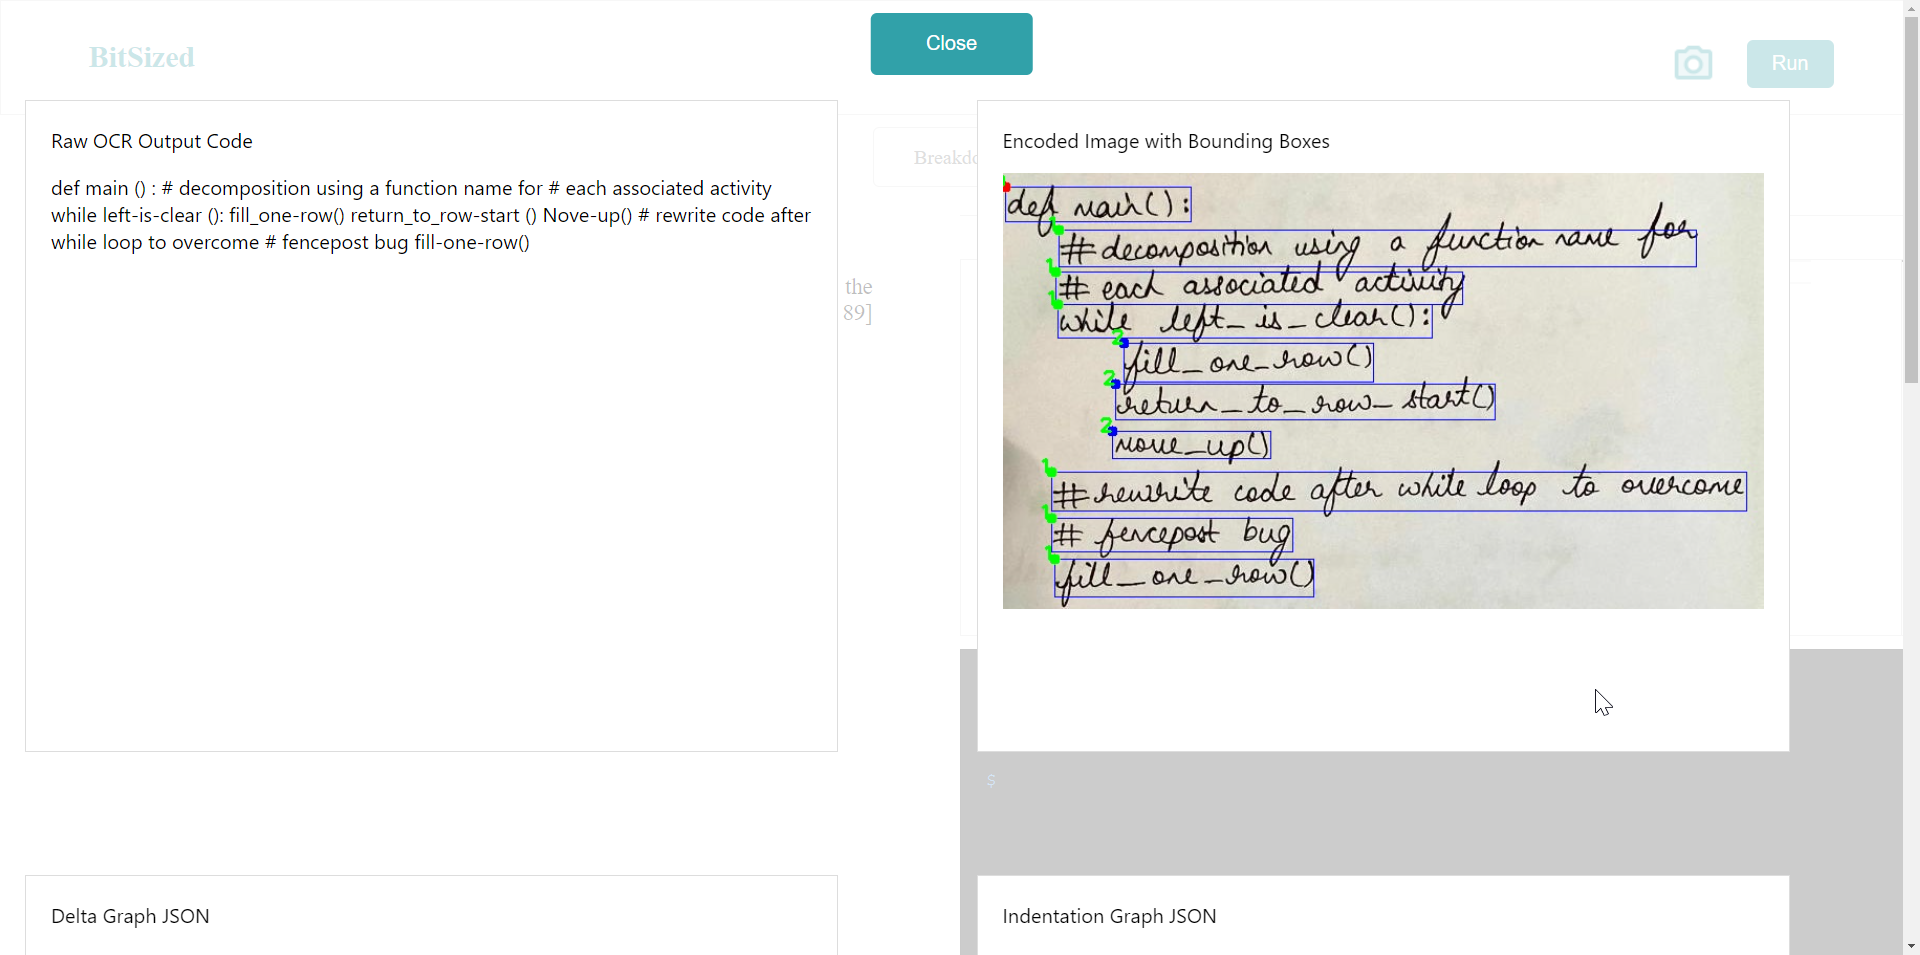 Close
BitSized
Run
Raw OCR Output Code
def main () : # decomposition using a function name for # each associated activity
while left-is-clear (): fill_one-row() return_to_row-start () Nove-up() # rewrite code after
while loop to overcome # fencepost bug fill-one-row()
the
89]
Breakdo
Encoded Image with Bounding Boxes
def main():
1
#decomposition using a function name for
1
# each associated activity
1
while left_is_clear():
2
fill_one_row()
2
return_to_row_start()
2
move_up()
1
#rewrite code after while loop to overcome
1
# fencepost bug
1
fill_one_row()
$
Delta Graph JSON
Indentation Graph JSON